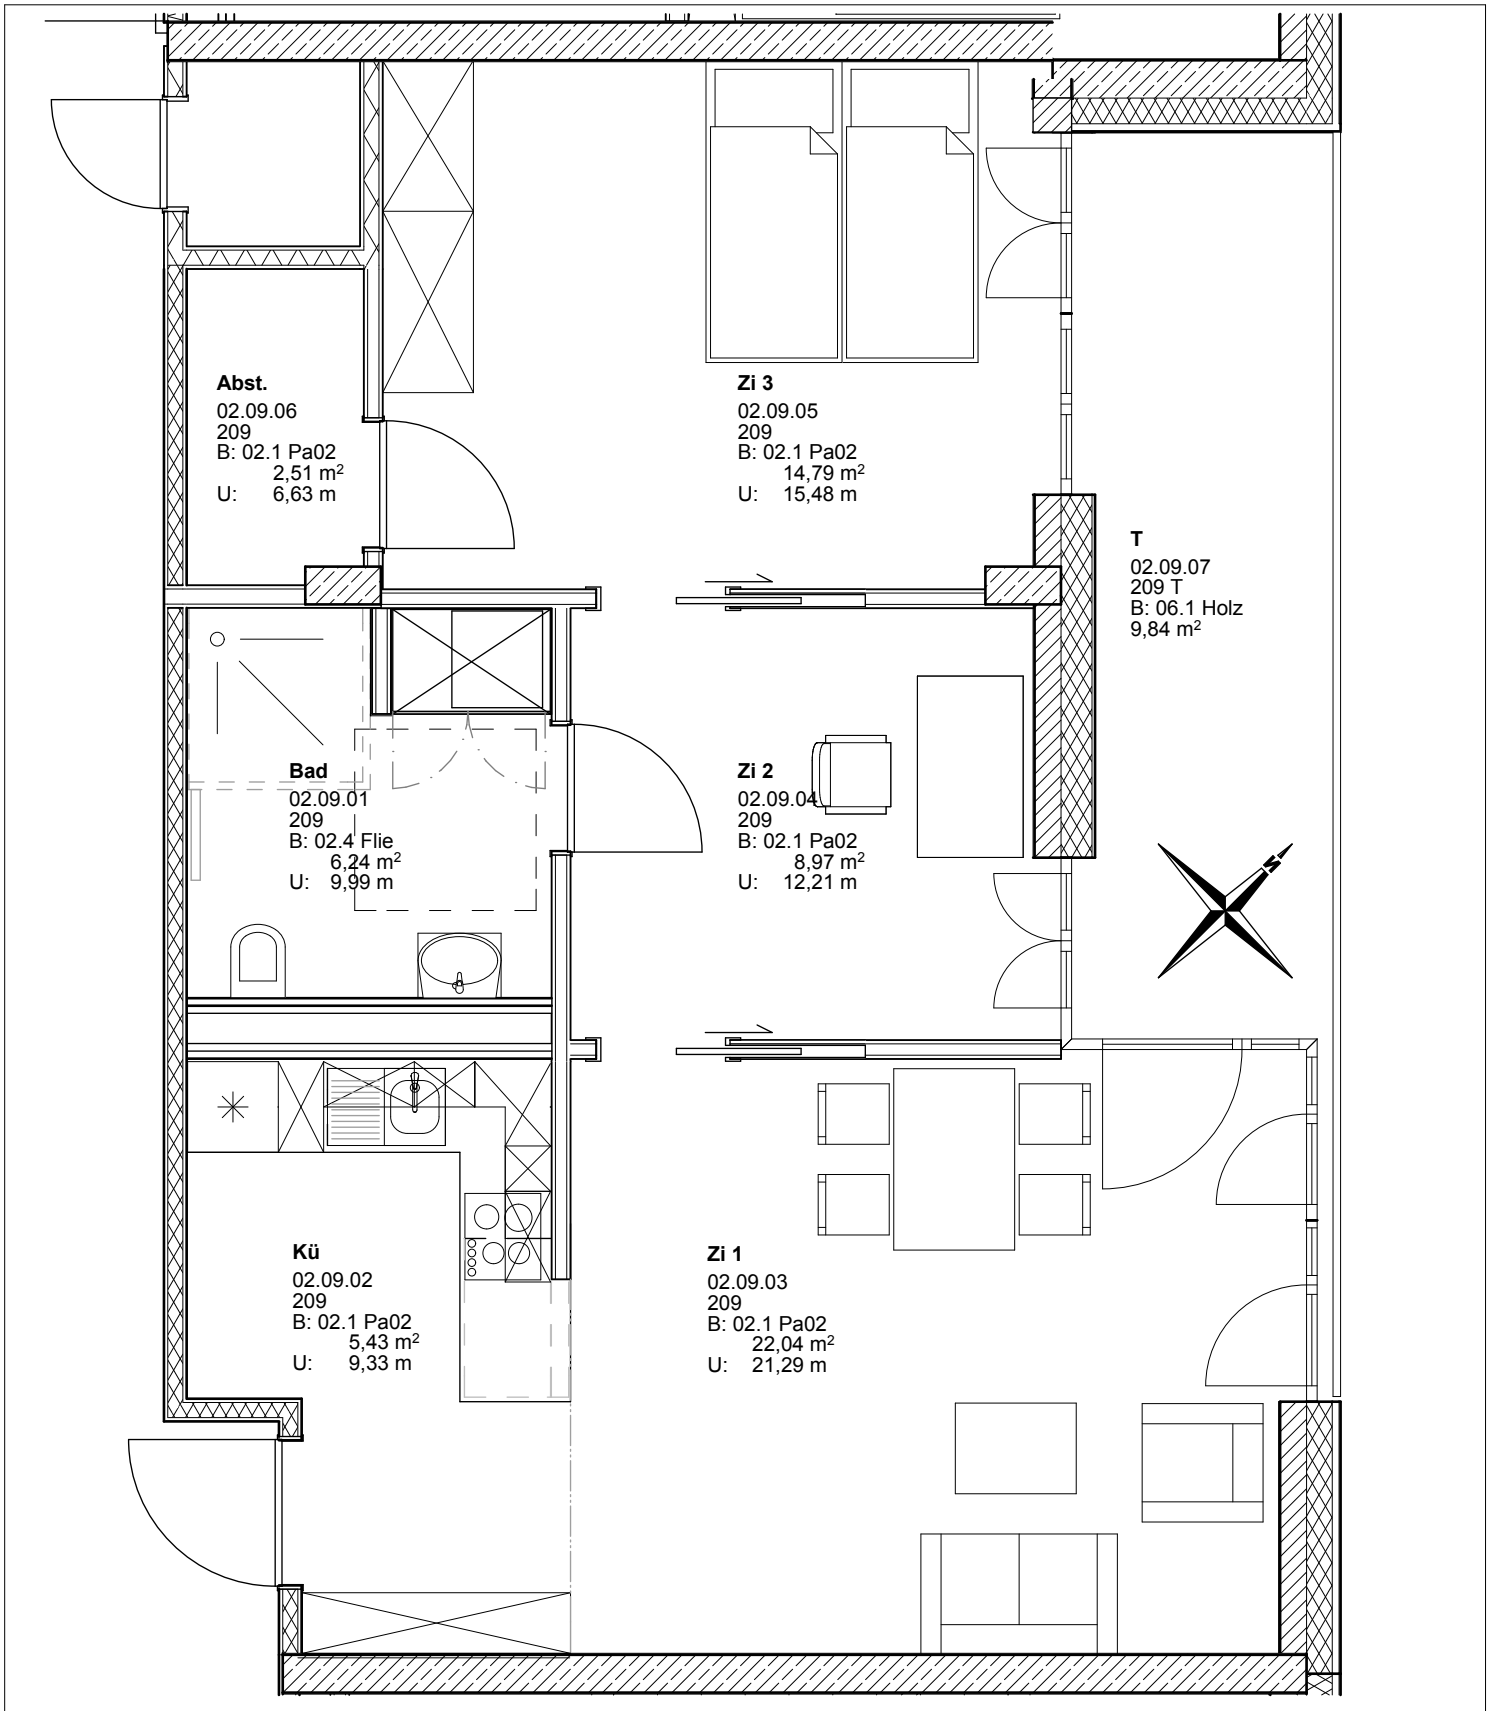 Abst.
02.09.06
209
B: 02.1 Pa02
2,51 m²
U: 6,63 m
Zi 3
02.09.05
209
B: 02.1 Pa02
14,79 m²
U: 15,48 m
T
02.09.07
209 T
B: 06.1 Holz
9,84 m²
Bad
02.09.01
209
B: 02.4 Flie
6,24 m²
U: 9,99 m
Zi 2
02.09.04
209
B: 02.1 Pa02
8,97 m²
U: 12,21 m
N
Kü
02.09.02
209
B: 02.1 Pa02
5,43 m²
U: 9,33 m
Zi 1
02.09.03
209
B: 02.1 Pa02
22,04 m²
U: 21,29 m